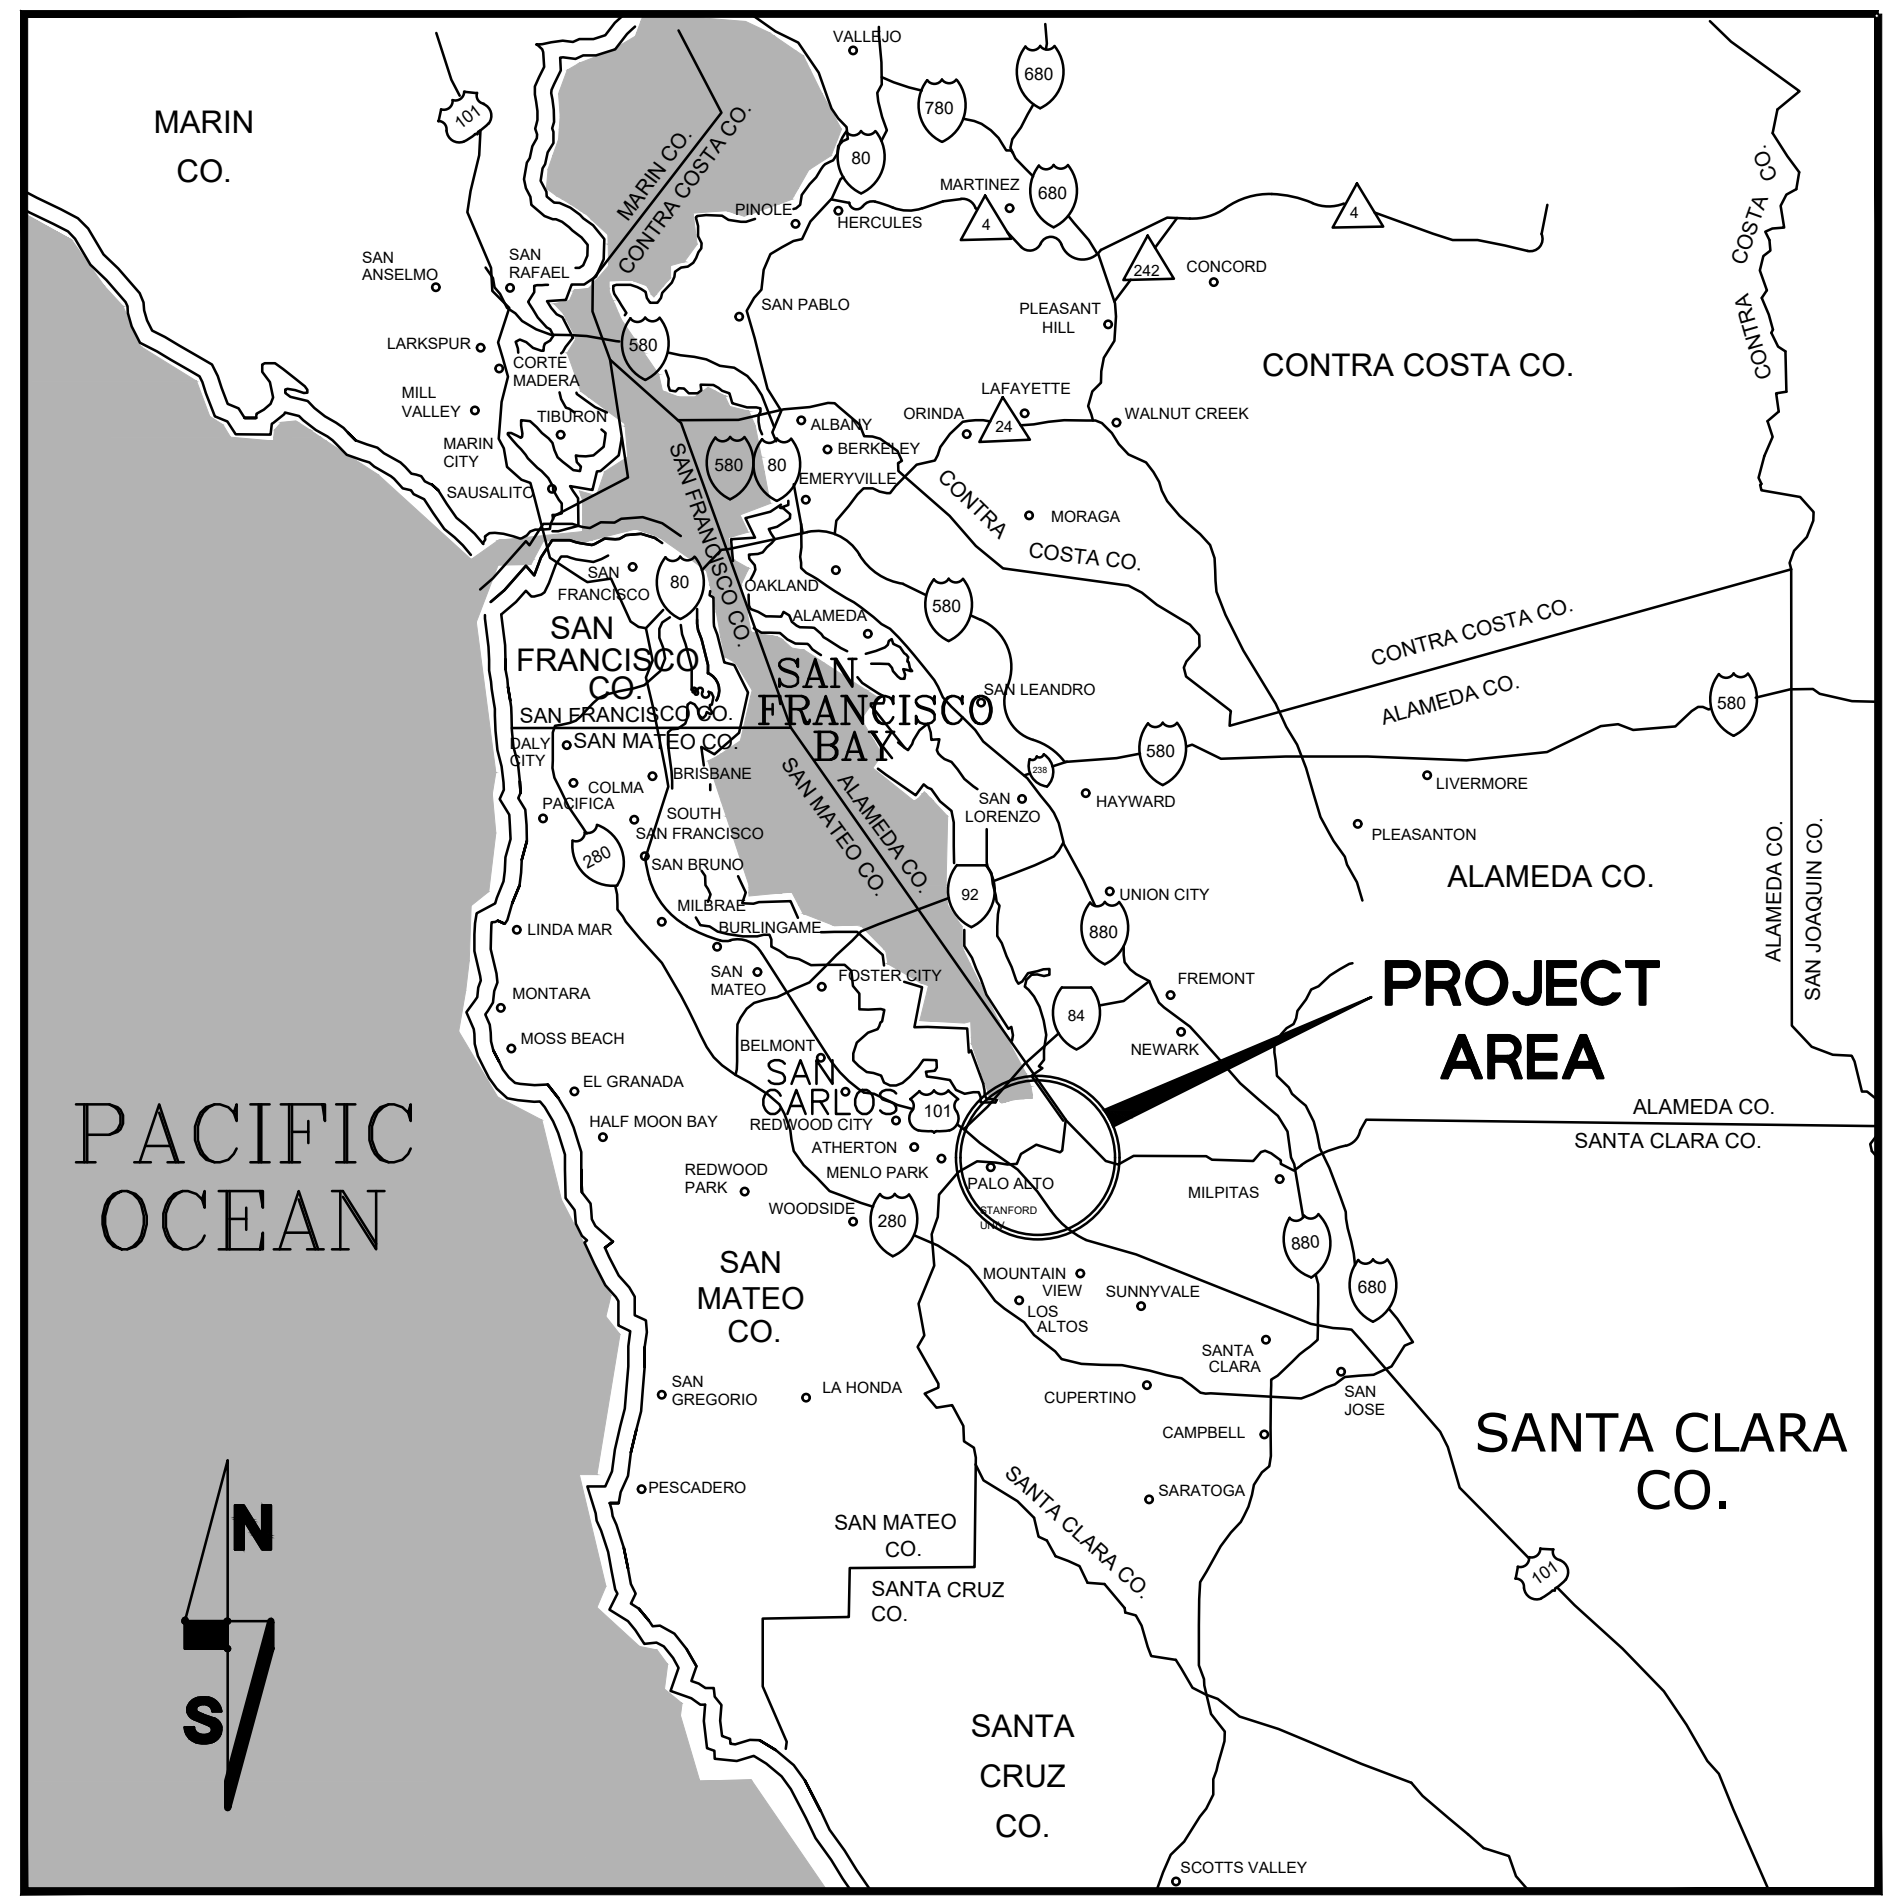 VALLEJO
680
780
101
MARIN
CO.
80
MARIN CO.
CONTRA COSTA CO.
MARTINEZ
680
PINOLE
HERCULES
4
4
CONTRA COSTA CO.
SAN
ANSELMO
SAN
RAFAEL
242
CONCORD
SAN PABLO
PLEASANT
HILL
LARKSPUR
580
CORTE
MADERA
CONTRA COSTA CO.
MILL
VALLEY
TIBURON
LAFAYETTE
ORINDA
24
WALNUT CREEK
ALBANY
MARIN
CITY
BERKELEY
580
80
EMERYVILLE
SAUSALITO
SAN FRANCISCO CO.
CONTRA
COSTA CO.
MORAGA
SAN
FRANCISCO
80
OAKLAND
580
ALAMEDA
SAN
FRANCISCO
CO.
CONTRA COSTA CO.
ALAMEDA CO.
SAN
FRANCISCO
BAY
SAN LEANDRO
580
SAN FRANCISCO CO.
SAN MATEO CO.
DALY
CITY
580
238
COLMA
BRISBANE
PACIFICA
SAN MATEO CO.
ALAMEDA CO.
SAN
LORENZO
HAYWARD
LIVERMORE
SOUTH
SAN FRANCISCO
PLEASANTON
280
SAN BRUNO
ALAMEDA CO.
ALAMEDA CO.
SAN JOAQUIN CO.
92
UNION CITY
MILBRAE
BURLINGAME
880
LINDA MAR
SAN
MATEO
FOSTER CITY
FREMONT
PROJECT
AREA
MONTARA
84
MOSS BEACH
BELMONT
NEWARK
EL GRANADA
SAN
CARLOS
101
PACIFIC
OCEAN
HALF MOON BAY
REDWOOD CITY
ALAMEDA CO.
SANTA CLARA CO.
ATHERTON
MENLO PARK
REDWOOD
PARK
PALO ALTO
MILPITAS
STANFORD
UNIV.
WOODSIDE
280
880
SAN
MATEO
CO.
MOUNTAIN
VIEW
SUNNYVALE
680
LOS
ALTOS
SANTA
CLARA
SAN
GREGORIO
LA HONDA
CUPERTINO
SAN
JOSE
CAMPBELL
SANTA CLARA
CO.
PESCADERO
SANTA CLARA CO.
SARATOGA
N
SAN MATEO
CO.
SANTA CRUZ
CO.
101
S
SANTA
CRUZ
CO.
SCOTTS VALLEY